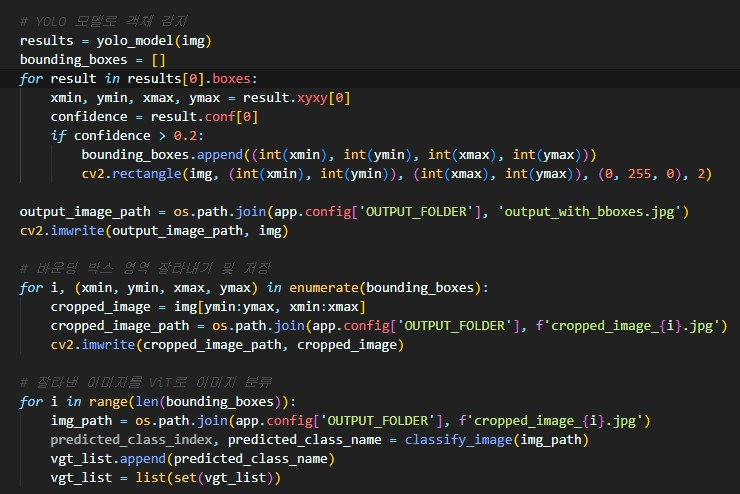 # YOLO 모델로 객체 감지
results = yolo_model(img)
bounding_boxes = []
for result in results[0].boxes:
    xmin, ymin, xmax, ymax = result.xyxy[0]
    confidence = result.conf[0]
    if confidence > 0.2:
        bounding_boxes.append((int(xmin), int(ymin), int(xmax), int(ymax)))
        cv2.rectangle(img, (int(xmin), int(ymin)), (int(xmax), int(ymax)), (0, 255, 0), 2)
output_image_path = os.path.join(app.config['OUTPUT_FOLDER'], 'output_with_bboxes.jpg')
cv2.imwrite(output_image_path, img)
# 바운딩 박스 영역 잘라내기 및 저장
for i, (xmin, ymin, xmax, ymax) in enumerate(bounding_boxes):
    cropped_image = img[ymin:ymax, xmin:xmax]
    cropped_image_path = os.path.join(app.config['OUTPUT_FOLDER'], f'cropped_image_{i}.jpg')
    cv2.imwrite(cropped_image_path, cropped_image)
# 잘라낸 이미지를 ViT로 이미지 분류
for i in range(len(bounding_boxes)):
    img_path = os.path.join(app.config['OUTPUT_FOLDER'], f'cropped_image_{i}.jpg')
    predicted_class_index, predicted_class_name = classify_image(img_path)
    vgt_list.append(predicted_class_name)
    vgt_list = list(set(vgt_list))